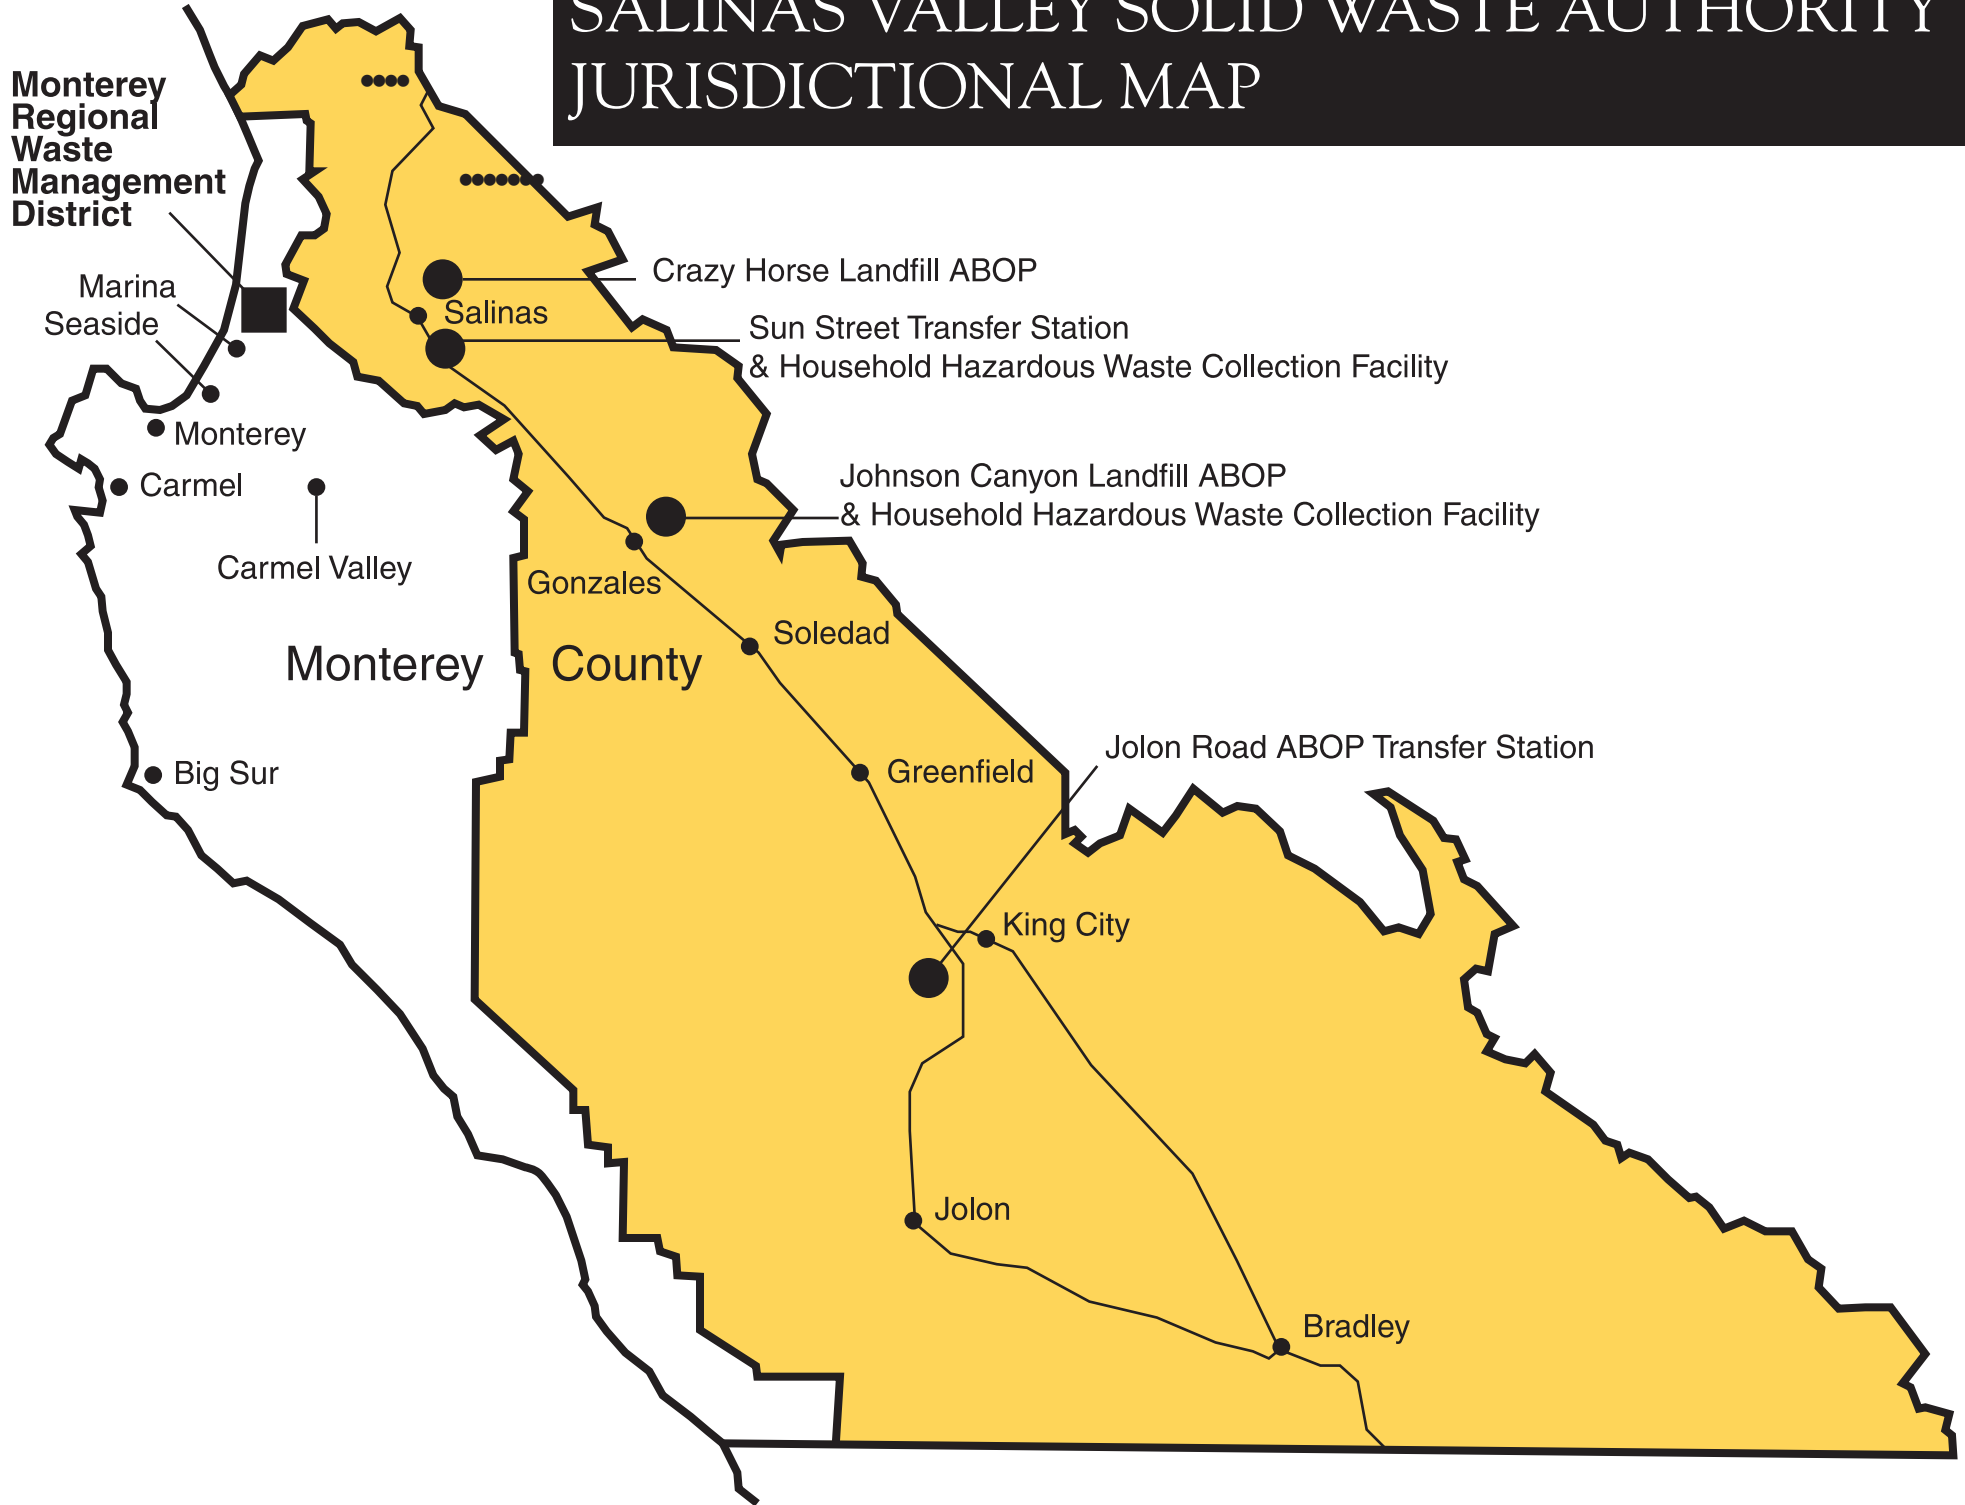 SALINAS VALLEY SOLID WASTE AUTHORITY
JURISDICTIONAL MAP
Monterey
Regional
Waste
Management
District
Marina
Seaside
Monterey
Carmel
Carmel Valley
Big Sur
Crazy Horse Landfill ABOP
Salinas
Sun Street Transfer Station
& Household Hazardous Waste Collection Facility
Johnson Canyon Landfill ABOP
& Household Hazardous Waste Collection Facility
Gonzales
Soledad
Monterey County
Greenfield
Jolon Road ABOP Transfer Station
King City
Jolon
Bradley